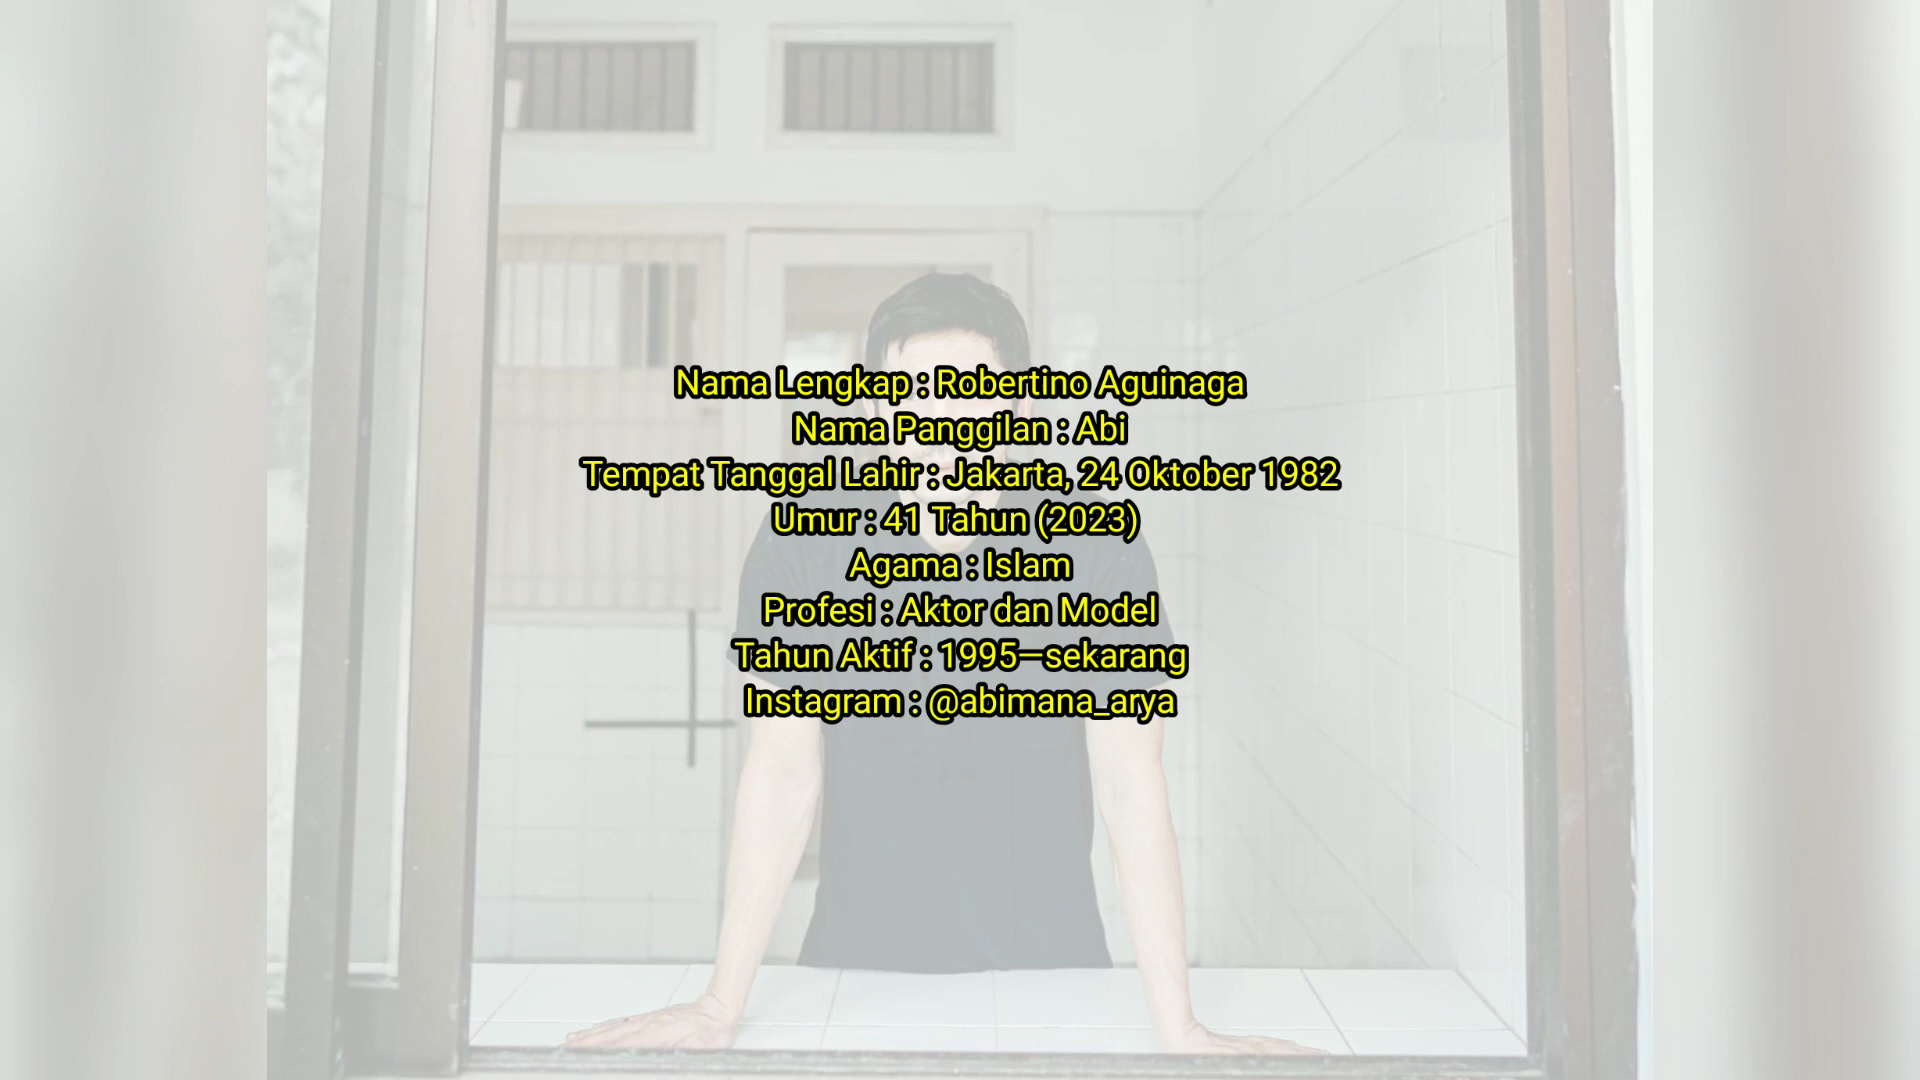 Nama Lengkap : Robertino Aguinaga
Nama Panggilan : Abi
Tempat Tanggal Lahir : Jakarta, 24 Oktober 1982
Umur : 41 Tahun (2023)
Agama : Islam
Profesi : Aktor dan Model
Tahun Aktif : 1995—sekarang
Instagram : @abimana_arya